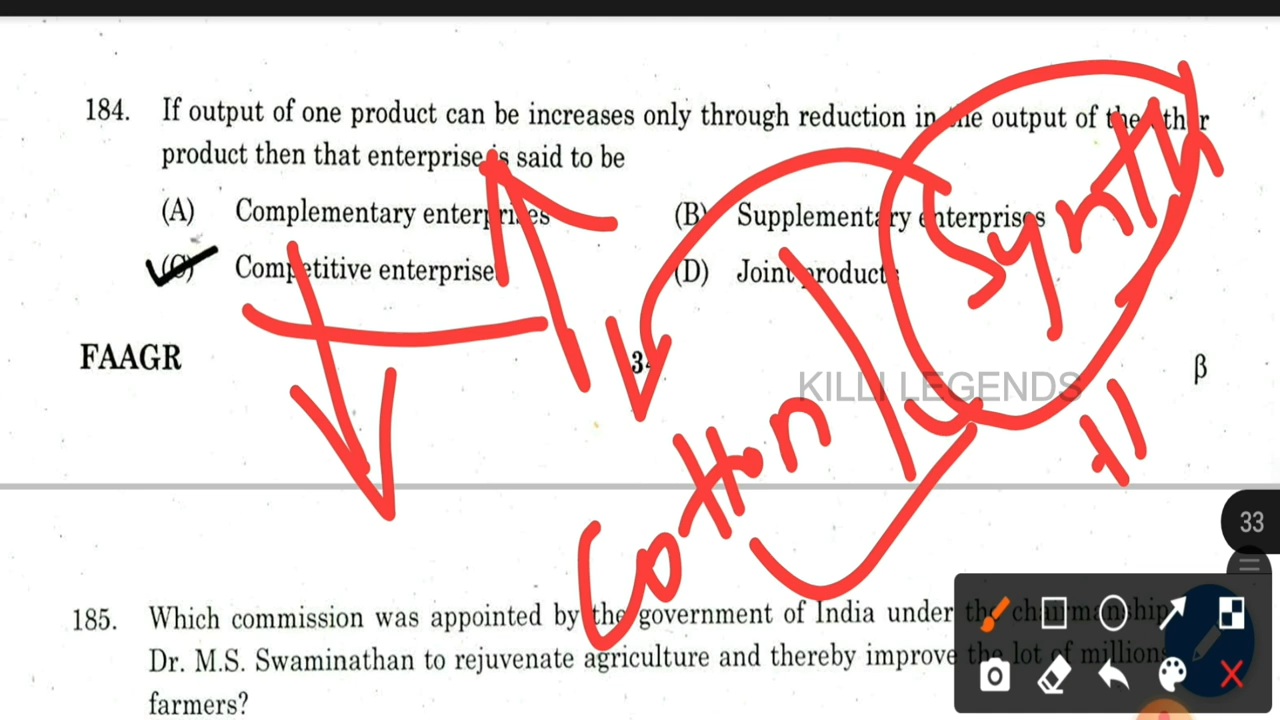 184. If output of one product can be increases only through reduction in the output of the other
product then that enterprise is said to be
(A) Complementary enterprises (B) Supplementary enterprises
(C) Competitive enterprises (D) Joint products
Synth
FAAGR 34 β
KILLI LEGENDS
Cotton
33
185. Which commission was appointed by the government of India under the chairmanship
Dr. M.S. Swaminathan to rejuvenate agriculture and thereby improve the lot of millions
farmers?